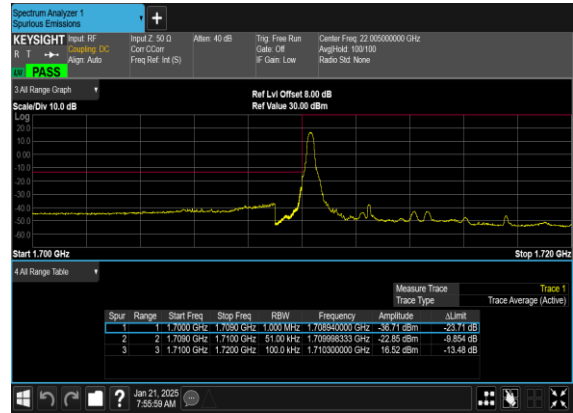 Spectrum Analyzer 1
Spurious Emissions
KEYSIGHT Input: RF Input Z: 50 Ω Atten: 40 dB Trig: Free Run Center Freq: 22.005000000 GHz
R T Coupling: DC Corr CCorr Gate: Off Avg|Hold: 100/100
Align: Auto Freq Ref: Int (S) IF Gain: Low Radio Std: None
PASS
3 All Range Graph
Ref Lvl Offset 8.00 dB
Scale/Div 10.0 dB Ref Value 30.00 dBm
Log
20.0
10.0
0.00
-10.0
-20.0
-30.0
-40.0
-50.0
-60.0
Start 1.700 GHz Stop 1.720 GHz
4 All Range Table
Measure Trace Trace 1
Trace Type Trace Average (Active)
Spur Range Start Freq Stop Freq RBW Frequency Amplitude ΔLimit
1 1 1.7000 GHz 1.7090 GHz 1.000 MHz 1.708940000 GHz -36.71 dBm -23.71 dB
2 2 1.7090 GHz 1.7100 GHz 51.00 kHz 1.709998333 GHz -22.85 dBm -9.854 dB
3 3 1.7100 GHz 1.7200 GHz 100.0 kHz 1.710300000 GHz 16.52 dBm -13.48 dB
Jan 21, 2025
7:55:59 AM